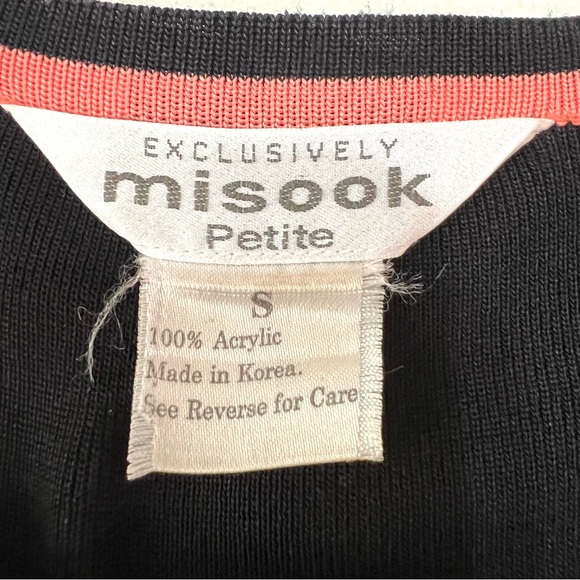 EXCLUSIVELY
misook
Petite
S
100% Acrylic
Made in Korea.
See Reverse for Care